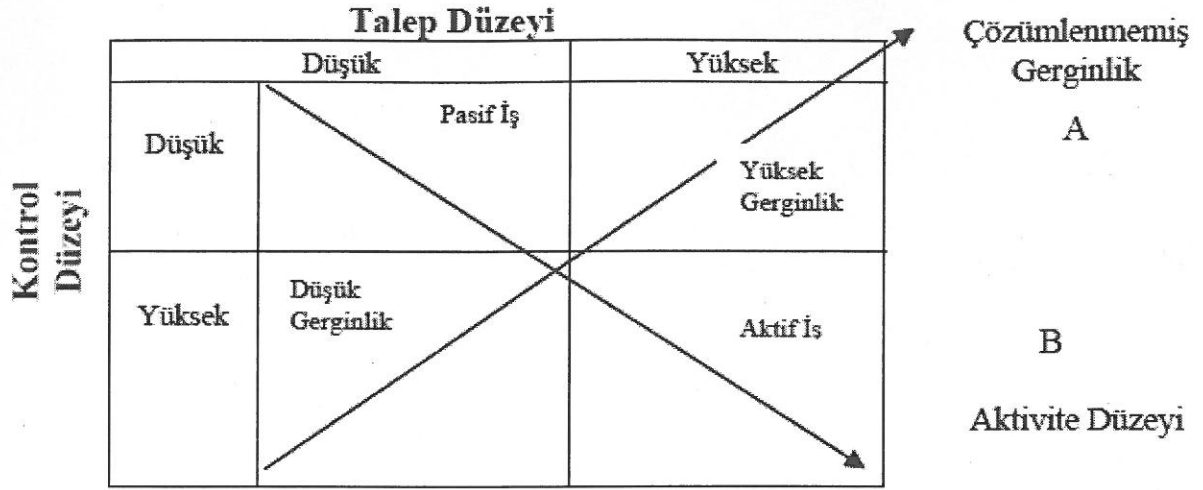 Talep Düzeyi
Düşük
Yüksek
Çözümlenmemiş
Gerginlik
A
Kontrol
Düzeyi
Düşük
Pasif İş
Yüksek
Gerginlik
Yüksek
Düşük
Gerginlik
Aktif İş
B
Aktivite Düzeyi